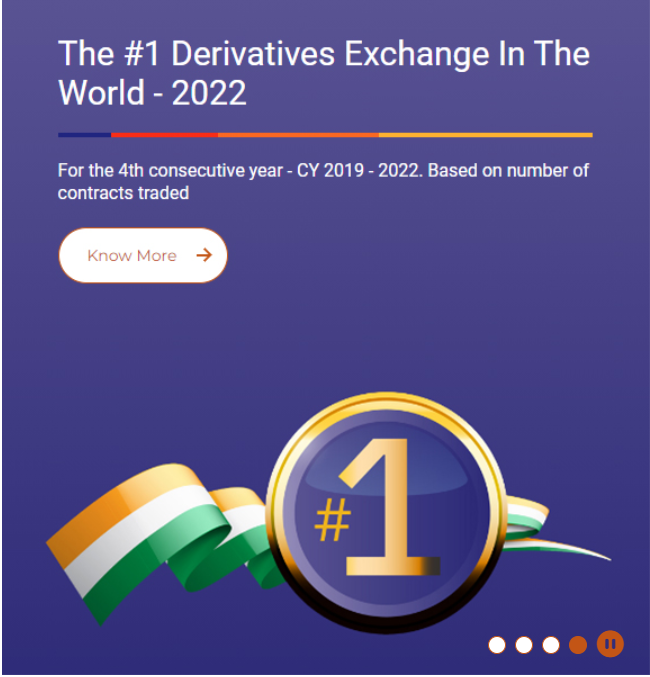 The #1 Derivatives Exchange In The
World - 2022
For the 4th consecutive year - CY 2019 - 2022. Based on number of
contracts traded
Know More
#1